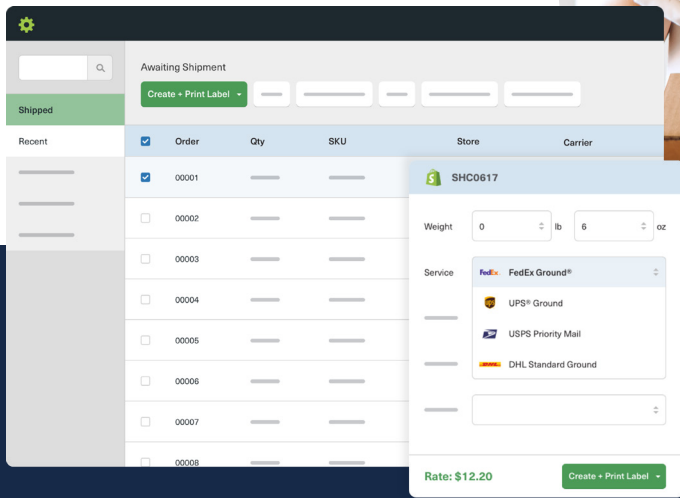 Awaiting Shipment
Create + Print Label
Shipped
Recent
Order Qty SKU Store Carrier
00001
00002
00003
00004
00005
00006
00007
00008
SHC0617
Weight 0 lb 6 oz
Service FedEx FedEx Ground®
ups UPS® Ground
USPS Priority Mail
DHL DHL Standard Ground
Rate: $12.20 Create + Print Label